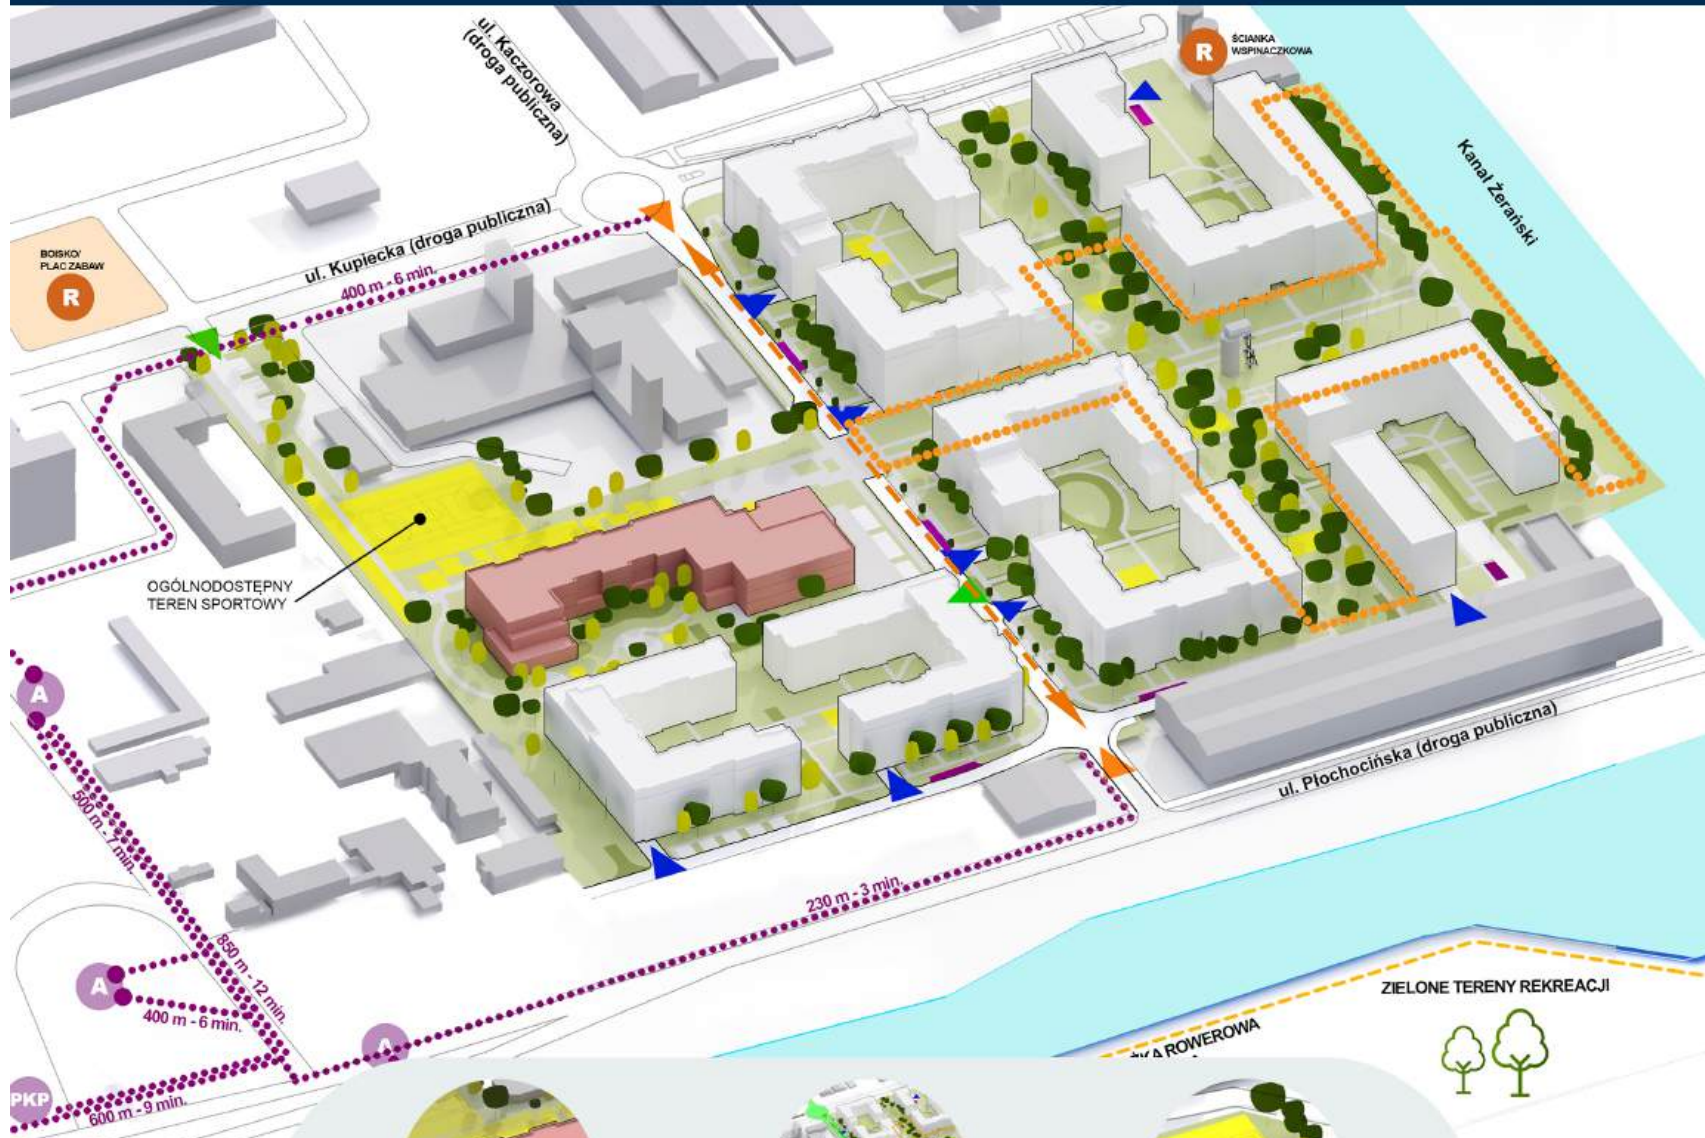 ul. Kaczorowa
(droga publiczna)
R
ŚCIANKA
WSPINACZKOWA
Kanał Żerański
BOISKO/
PLAC ZABAW
R
ul. Kupiecka (droga publiczna)
400 m - 6 min.
OGÓLNODOSTĘPNY
TEREN SPORTOWY
A
500 m - 7 min.
ul. Płochocińska (droga publiczna)
230 m - 3 min.
850 m - 12 min.
A
400 m - 6 min.
A
PKP
600 m - 9 min.
ZIELONE TERENY REKREACJI
ROWEROWA